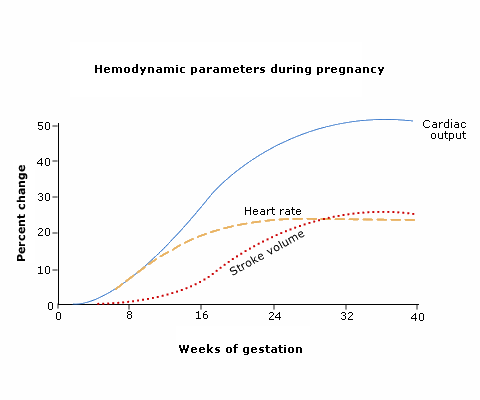 Hemodynamic parameters during pregnancy
50
40
30
20
10
0
Percent change
Cardiac
output
Heart rate
Stroke volume
0
8
16
24
32
40
Weeks of gestation